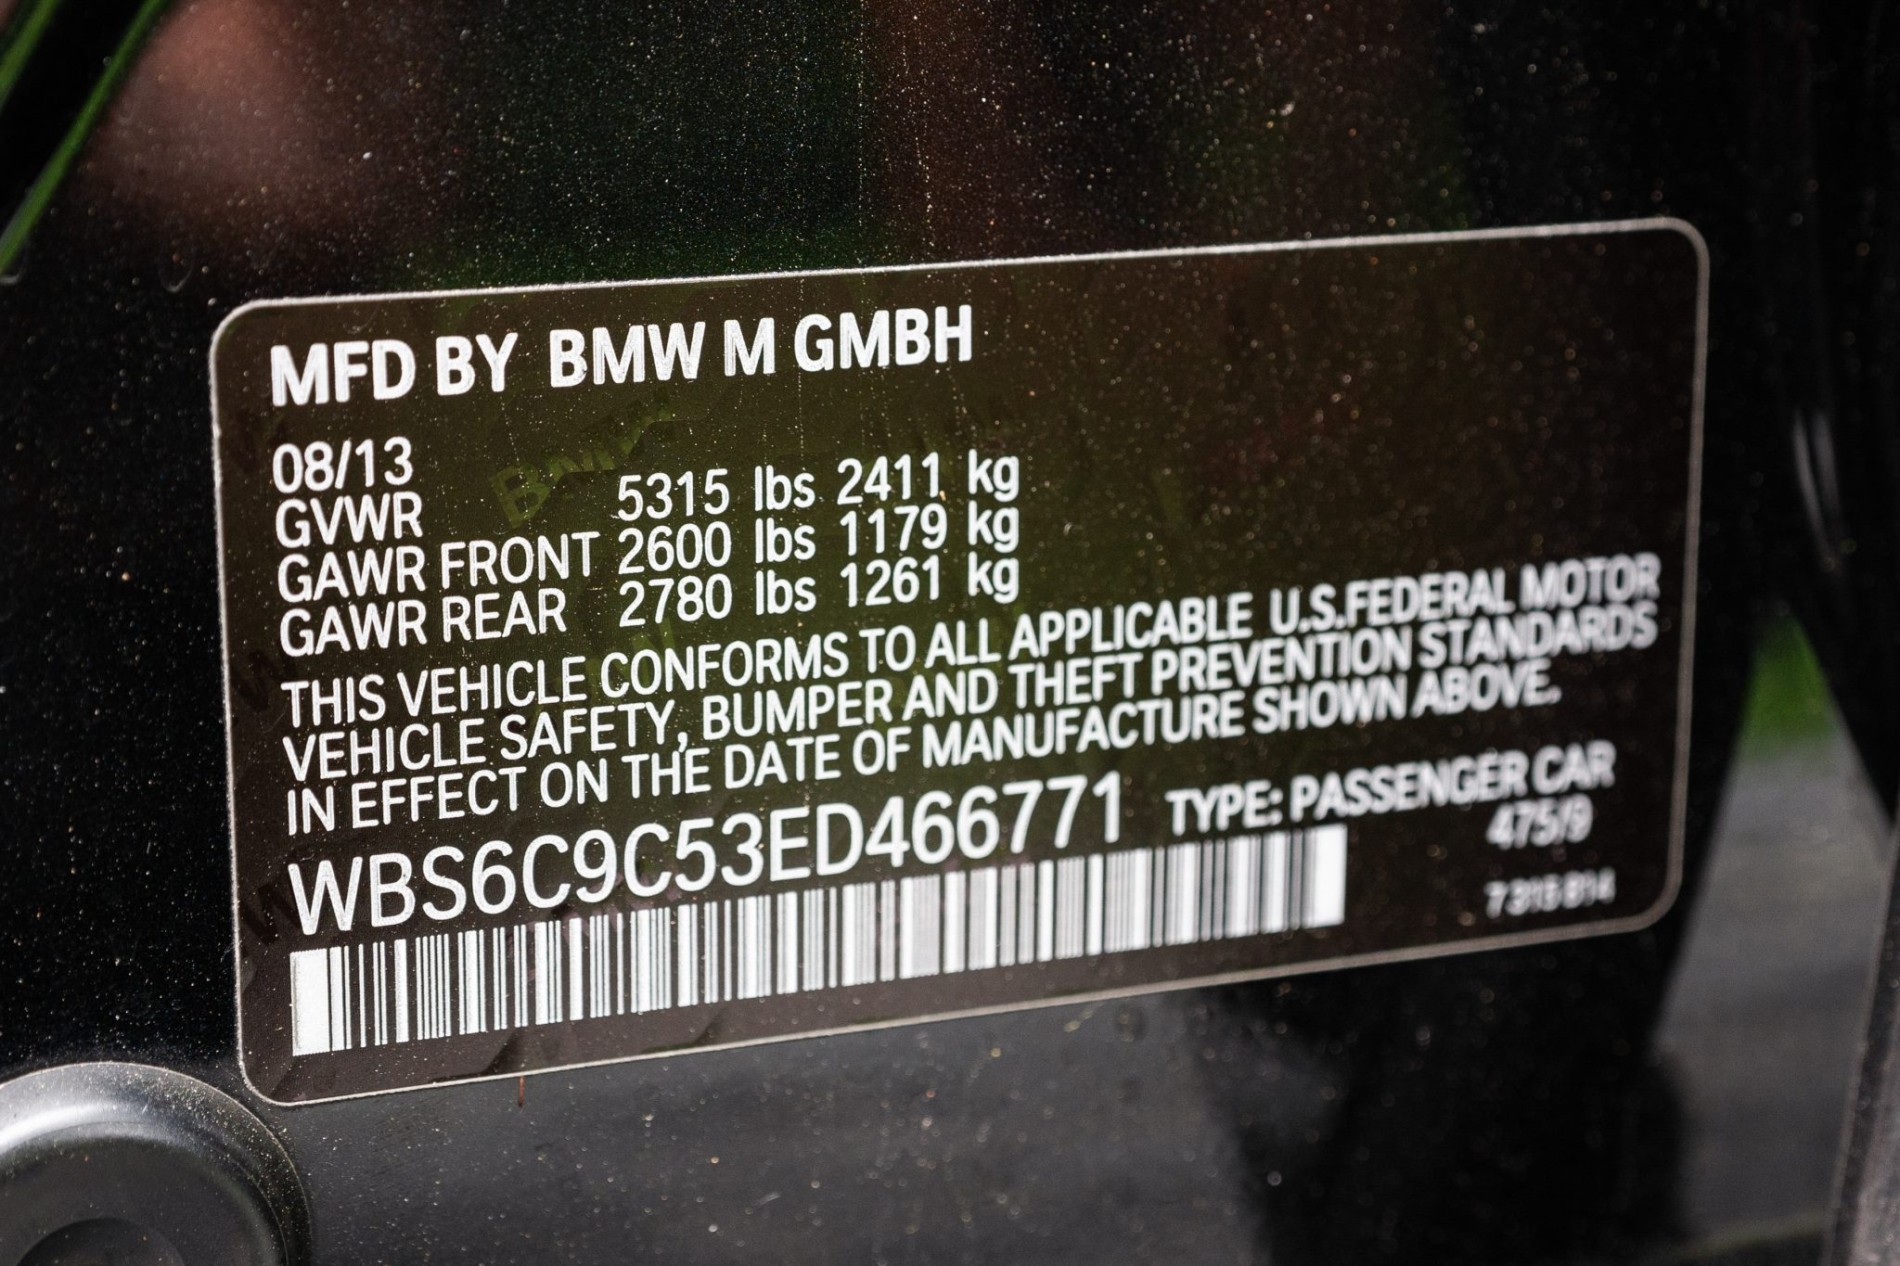 MFD BY BMW M GMBH
08/13
GVWR 5315 lbs 2411 kg
GAWR FRONT 2600 lbs 1179 kg
GAWR REAR 2780 lbs 1261 kg
THIS VEHICLE CONFORMS TO ALL APPLICABLE U.S.FEDERAL MOTOR
VEHICLE SAFETY, BUMPER AND THEFT PREVENTION STANDARDS
IN EFFECT ON THE DATE OF MANUFACTURE SHOWN ABOVE.
WBS6C9C53ED466771 TYPE: PASSENGER CAR
475/9